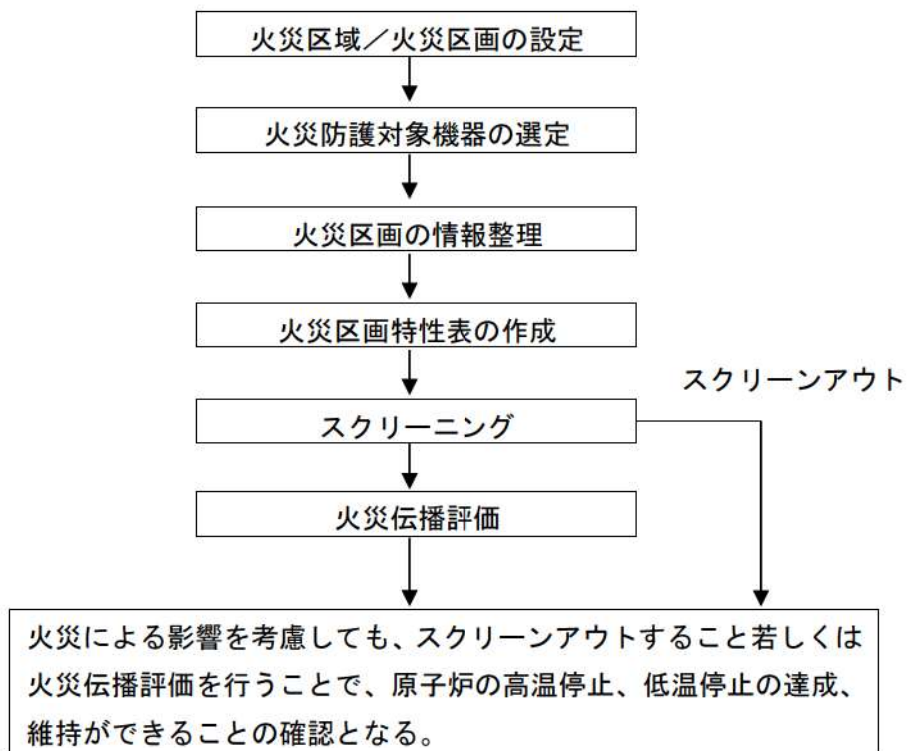 火災区域／火災区画の設定
火災防護対象機器の選定
火災区画の情報整理
火災区画特性表の作成
スクリーンアウト
スクリーニング
火災伝播評価
火災による影響を考慮しても、スクリーンアウトすること若しくは
火災伝播評価を行うことで、原子炉の高温停止、低温停止の達成、
維持ができることの確認となる。